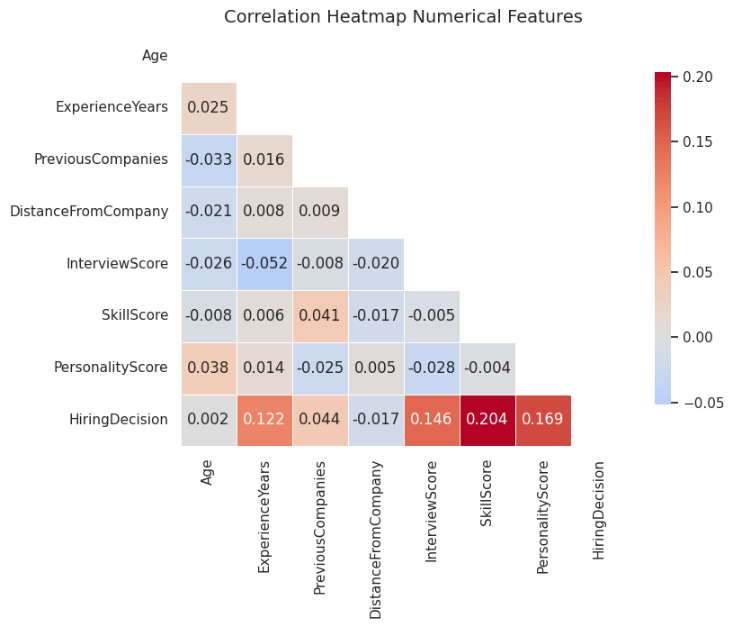 Correlation Heatmap Numerical Features
Age
ExperienceYears 0.025
PreviousCompanies -0.033 0.016
DistanceFromCompany -0.021 0.008 0.009
InterviewScore -0.026 -0.052 -0.008 -0.020
SkillScore -0.008 0.006 0.041 -0.017 -0.005
PersonalityScore 0.038 0.014 -0.025 0.005 -0.028 -0.004
HiringDecision 0.002 0.122 0.044 -0.017 0.146 0.204 0.169
Age
ExperienceYears
PreviousCompanies
DistanceFromCompany
InterviewScore
SkillScore
PersonalityScore
HiringDecision
0.20
0.15
0.10
0.05
0.00
−0.05